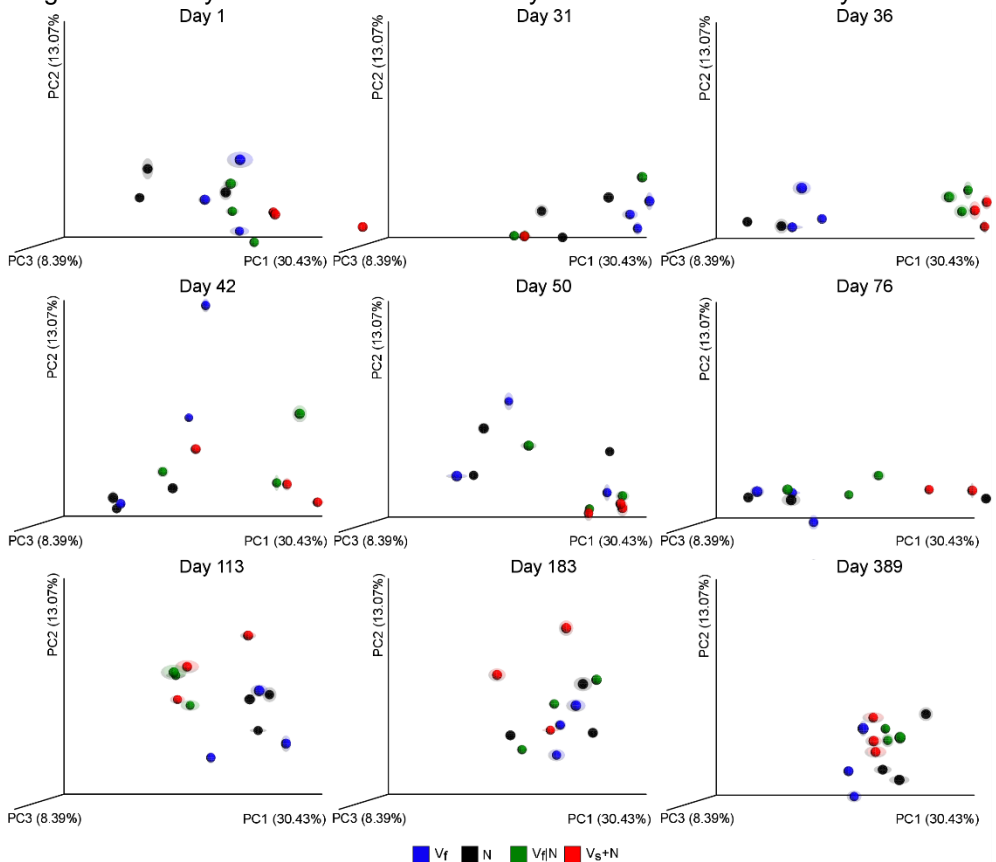 Day 1 Day 31 Day 36
PC2 (13.07% PC2 (13.07% PC2 (13.07%
PC3 (8.39%) PC1 (30.43%) PC3 (8.39%) PC1 (30.43%) PC3 (8.39%) PC1 (30.43%)
Day 42 Day 50 Day 76
PC2 (13.07%) PC2 (13.07%) PC2 (13.07%)
PC3 (8.39%) PC1 (30.43%) PC3 (8.39%) PC1 (30.43%) PC3 (8.39%) PC1 (30.43%)
Day 113 Day 183 Day 389
PC2 (13.07%) PC2 (13.07%) PC2 (13.07%)
PC3 (8.39%) PC1 (30.43%) PC3 (8.39%) PC1 (30.43%) PC3 (8.39%) PC1 (30.43%)
Vf N Vf|N Vs+N